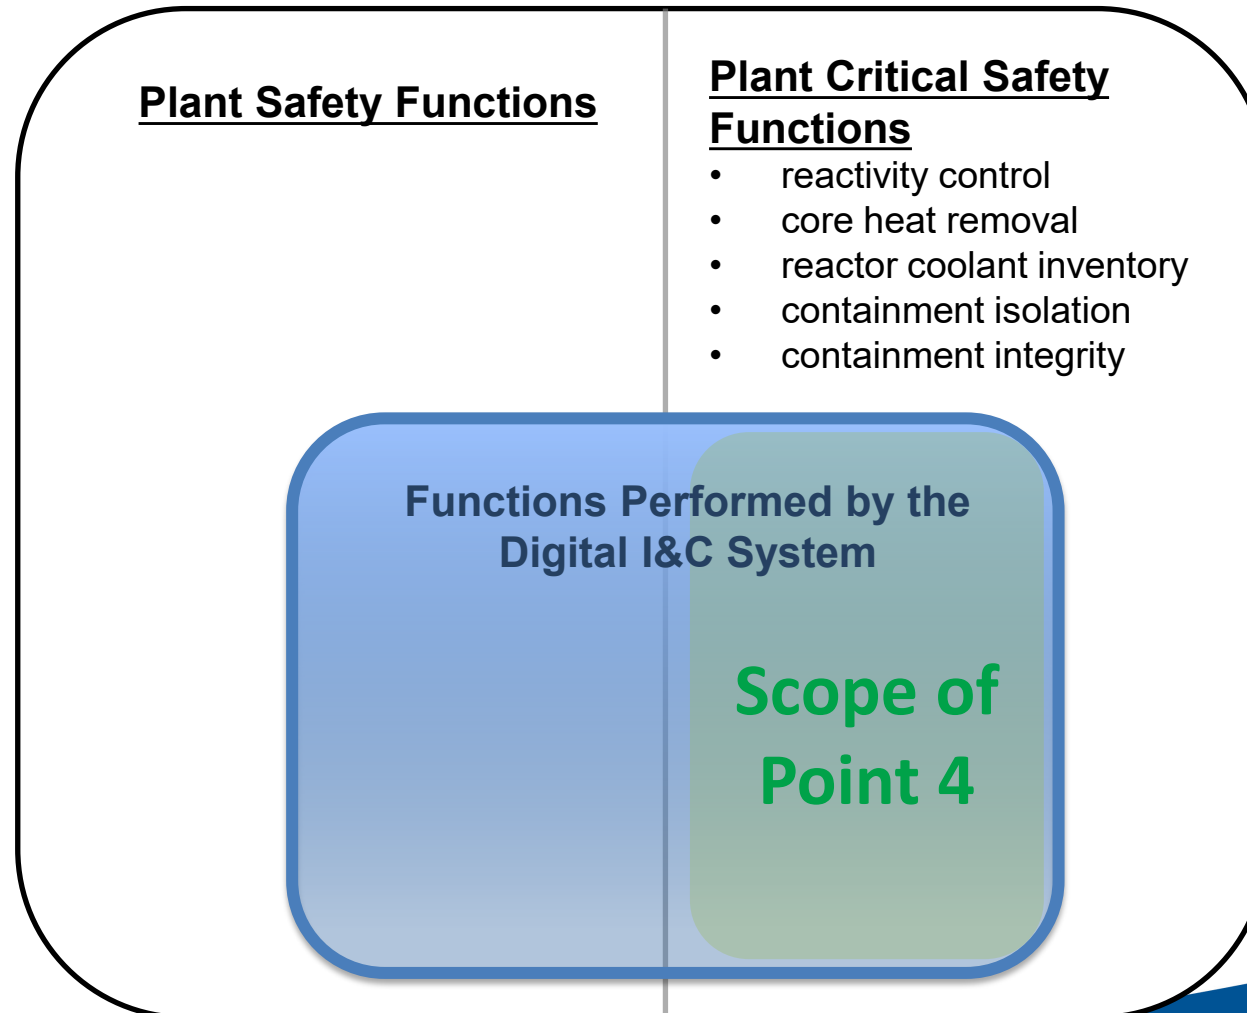 Plant Safety Functions
Plant Critical Safety
Functions
• reactivity control
• core heat removal
• reactor coolant inventory
• containment isolation
• containment integrity
Functions Performed by the
Digital I&C System
Scope of
Point 4